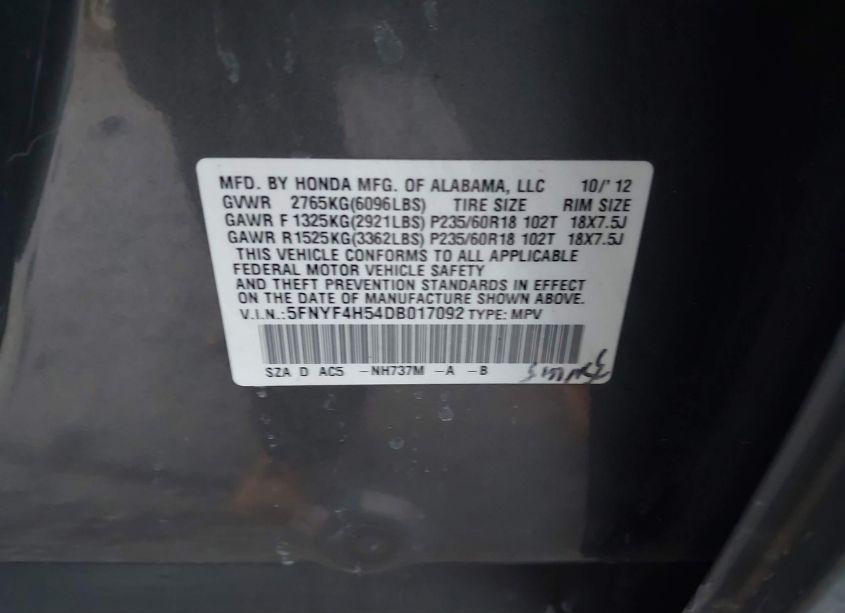 MFD. BY HONDA MFG. OF ALABAMA, LLC 10/' 12
GVWR 2765KG(6096LBS) TIRE SIZE RIM SIZE
GAWR F 1325KG(2921LBS) P235/60R18 102T 18X7.5J
GAWR R1525KG(3362LBS) P235/60R18 102T 18X7.5J
THIS VEHICLE CONFORMS TO ALL APPLICABLE
FEDERAL MOTOR VEHICLE SAFETY
AND THEFT PREVENTION STANDARDS IN EFFECT
ON THE DATE OF MANUFACTURE SHOWN ABOVE.
V.I.N.:5FNYF4H54DB017092 TYPE: MPV
SZA D AC5 -NH737M -A -B